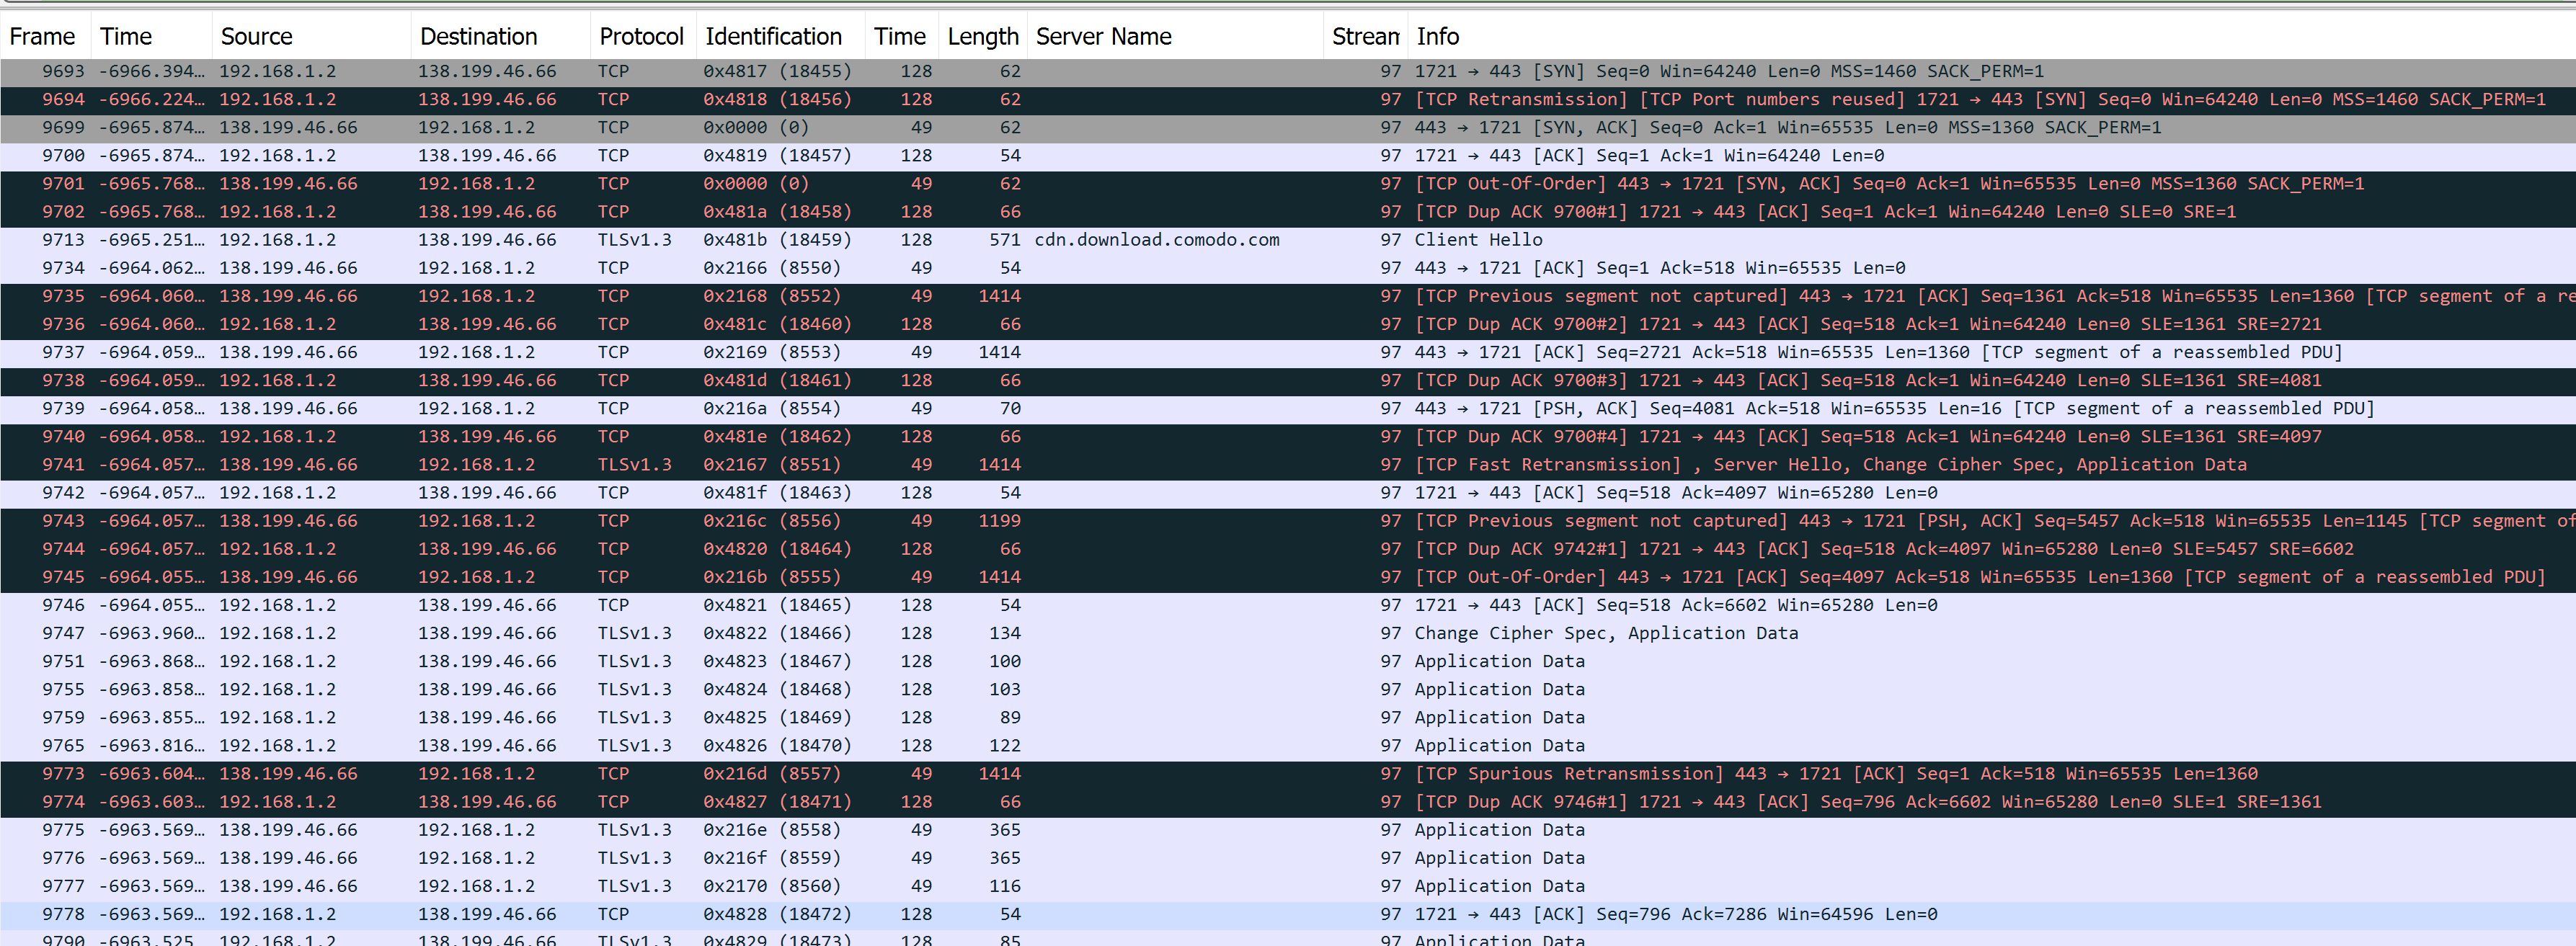 Frame Time Source Destination Protocol Identification Time Length Server Name Stream Info
9693 -6966.394… 192.168.1.2 138.199.46.66 TCP 0x4817 (18455) 128 62 97 1721 → 443 [SYN] Seq=0 Win=64240 Len=0 MSS=1460 SACK_PERM=1
9694 -6966.224… 192.168.1.2 138.199.46.66 TCP 0x4818 (18456) 128 62 97 [TCP Retransmission] [TCP Port numbers reused] 1721 → 443 [SYN] Seq=0 Win=64240 Len=0 MSS=1460 SACK_PERM=1
9699 -6965.874… 138.199.46.66 192.168.1.2 TCP 0x0000 (0) 49 62 97 443 → 1721 [SYN, ACK] Seq=0 Ack=1 Win=65535 Len=0 MSS=1360 SACK_PERM=1
9700 -6965.874… 192.168.1.2 138.199.46.66 TCP 0x4819 (18457) 128 54 97 1721 → 443 [ACK] Seq=1 Ack=1 Win=64240 Len=0
9701 -6965.768… 138.199.46.66 192.168.1.2 TCP 0x0000 (0) 49 62 97 [TCP Out-Of-Order] 443 → 1721 [SYN, ACK] Seq=0 Ack=1 Win=65535 Len=0 MSS=1360 SACK_PERM=1
9702 -6965.768… 192.168.1.2 138.199.46.66 TCP 0x481a (18458) 128 66 97 [TCP Dup ACK 9700#1] 1721 → 443 [ACK] Seq=1 Ack=1 Win=64240 Len=0 SLE=0 SRE=1
9713 -6965.251… 192.168.1.2 138.199.46.66 TLSv1.3 0x481b (18459) 128 571 cdn.download.comodo.com 97 Client Hello
9734 -6964.062… 138.199.46.66 192.168.1.2 TCP 0x2166 (8550) 49 54 97 443 → 1721 [ACK] Seq=1 Ack=518 Win=65535 Len=0
9735 -6964.060… 138.199.46.66 192.168.1.2 TCP 0x2168 (8552) 49 1414 97 [TCP Previous segment not captured] 443 → 1721 [ACK] Seq=1361 Ack=518 Win=65535 Len=1360 [TCP segment of a re
9736 -6964.060… 192.168.1.2 138.199.46.66 TCP 0x481c (18460) 128 66 97 [TCP Dup ACK 9700#2] 1721 → 443 [ACK] Seq=518 Ack=1 Win=64240 Len=0 SLE=1361 SRE=2721
9737 -6964.059… 138.199.46.66 192.168.1.2 TCP 0x2169 (8553) 49 1414 97 443 → 1721 [ACK] Seq=2721 Ack=518 Win=65535 Len=1360 [TCP segment of a reassembled PDU]
9738 -6964.059… 192.168.1.2 138.199.46.66 TCP 0x481d (18461) 128 66 97 [TCP Dup ACK 9700#3] 1721 → 443 [ACK] Seq=518 Ack=1 Win=64240 Len=0 SLE=1361 SRE=4081
9739 -6964.058… 138.199.46.66 192.168.1.2 TCP 0x216a (8554) 49 70 97 443 → 1721 [PSH, ACK] Seq=4081 Ack=518 Win=65535 Len=16 [TCP segment of a reassembled PDU]
9740 -6964.058… 192.168.1.2 138.199.46.66 TCP 0x481e (18462) 128 66 97 [TCP Dup ACK 9700#4] 1721 → 443 [ACK] Seq=518 Ack=1 Win=64240 Len=0 SLE=1361 SRE=4097
9741 -6964.057… 138.199.46.66 192.168.1.2 TLSv1.3 0x2167 (8551) 49 1414 97 [TCP Fast Retransmission] , Server Hello, Change Cipher Spec, Application Data
9742 -6964.057… 192.168.1.2 138.199.46.66 TCP 0x481f (18463) 128 54 97 1721 → 443 [ACK] Seq=518 Ack=4097 Win=65280 Len=0
9743 -6964.057… 138.199.46.66 192.168.1.2 TCP 0x216c (8556) 49 1199 97 [TCP Previous segment not captured] 443 → 1721 [PSH, ACK] Seq=5457 Ack=518 Win=65535 Len=1145 [TCP segment of
9744 -6964.057… 192.168.1.2 138.199.46.66 TCP 0x4820 (18464) 128 66 97 [TCP Dup ACK 9742#1] 1721 → 443 [ACK] Seq=518 Ack=4097 Win=65280 Len=0 SLE=5457 SRE=6602
9745 -6964.055… 138.199.46.66 192.168.1.2 TCP 0x216b (8555) 49 1414 97 [TCP Out-Of-Order] 443 → 1721 [ACK] Seq=4097 Ack=518 Win=65535 Len=1360 [TCP segment of a reassembled PDU]
9746 -6964.055… 192.168.1.2 138.199.46.66 TCP 0x4821 (18465) 128 54 97 1721 → 443 [ACK] Seq=518 Ack=6602 Win=65280 Len=0
9747 -6963.960… 192.168.1.2 138.199.46.66 TLSv1.3 0x4822 (18466) 128 134 97 Change Cipher Spec, Application Data
9751 -6963.868… 192.168.1.2 138.199.46.66 TLSv1.3 0x4823 (18467) 128 100 97 Application Data
9755 -6963.858… 192.168.1.2 138.199.46.66 TLSv1.3 0x4824 (18468) 128 103 97 Application Data
9759 -6963.855… 192.168.1.2 138.199.46.66 TLSv1.3 0x4825 (18469) 128 89 97 Application Data
9765 -6963.816… 192.168.1.2 138.199.46.66 TLSv1.3 0x4826 (18470) 128 122 97 Application Data
9773 -6963.604… 138.199.46.66 192.168.1.2 TCP 0x216d (8557) 49 1414 97 [TCP Spurious Retransmission] 443 → 1721 [ACK] Seq=1 Ack=518 Win=65535 Len=1360
9774 -6963.603… 192.168.1.2 138.199.46.66 TCP 0x4827 (18471) 128 66 97 [TCP Dup ACK 9746#1] 1721 → 443 [ACK] Seq=796 Ack=6602 Win=65280 Len=0 SLE=1 SRE=1361
9775 -6963.569… 138.199.46.66 192.168.1.2 TLSv1.3 0x216e (8558) 49 365 97 Application Data
9776 -6963.569… 138.199.46.66 192.168.1.2 TLSv1.3 0x216f (8559) 49 365 97 Application Data
9777 -6963.569… 138.199.46.66 192.168.1.2 TLSv1.3 0x2170 (8560) 49 116 97 Application Data
9778 -6963.569… 192.168.1.2 138.199.46.66 TCP 0x4828 (18472) 128 54 97 1721 → 443 [ACK] Seq=796 Ack=7286 Win=64596 Len=0
9790 -6963.525… 192.168.1.2 138.199.46.66 TLSv1.3 0x4829 (18473) 128 85 97 Application Data